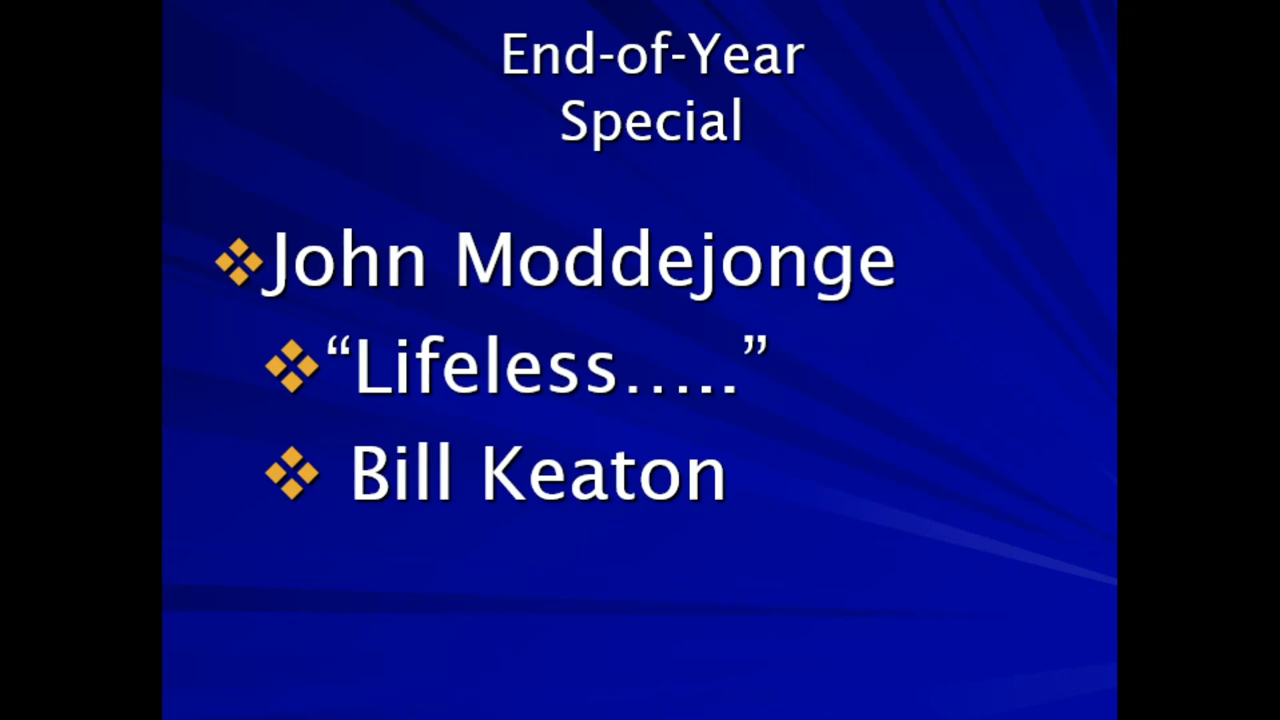 End-of-Year
Special
John Moddejonge
“Lifeless…..”
Bill Keaton